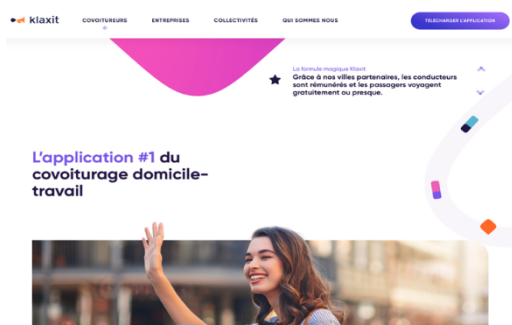 klaxit
COVOITUREURS
ENTREPRISES
COLLECTIVITÉS
QUI SOMMES NOUS
TÉLÉCHARGER L'APPLICATION
La formule magique Klaxit
Grâce à nos villes partenaires, les conducteurs
sont rémunérés et les passagers voyagent
gratuitement ou presque.
L'application #1 du
covoiturage domicile-
travail